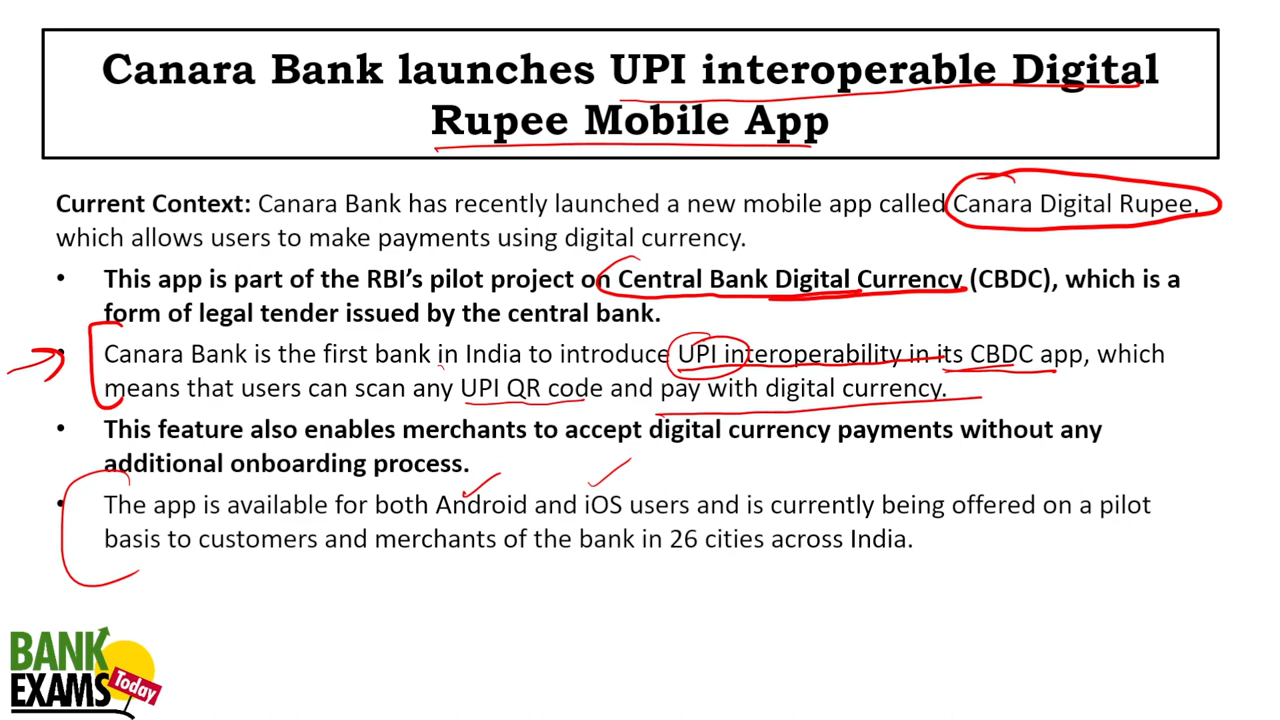 Canara Bank launches UPI interoperable Digital
Rupee Mobile App
Current Context: Canara Bank has recently launched a new mobile app called Canara Digital Rupee,
which allows users to make payments using digital currency.
• This app is part of the RBI’s pilot project on Central Bank Digital Currency (CBDC), which is a
form of legal tender issued by the central bank.
• Canara Bank is the first bank in India to introduce UPI interoperability in its CBDC app, which
means that users can scan any UPI QR code and pay with digital currency.
• This feature also enables merchants to accept digital currency payments without any
additional onboarding process.
• The app is available for both Android and iOS users and is currently being offered on a pilot
basis to customers and merchants of the bank in 26 cities across India.
BANK
EXAMS
Today